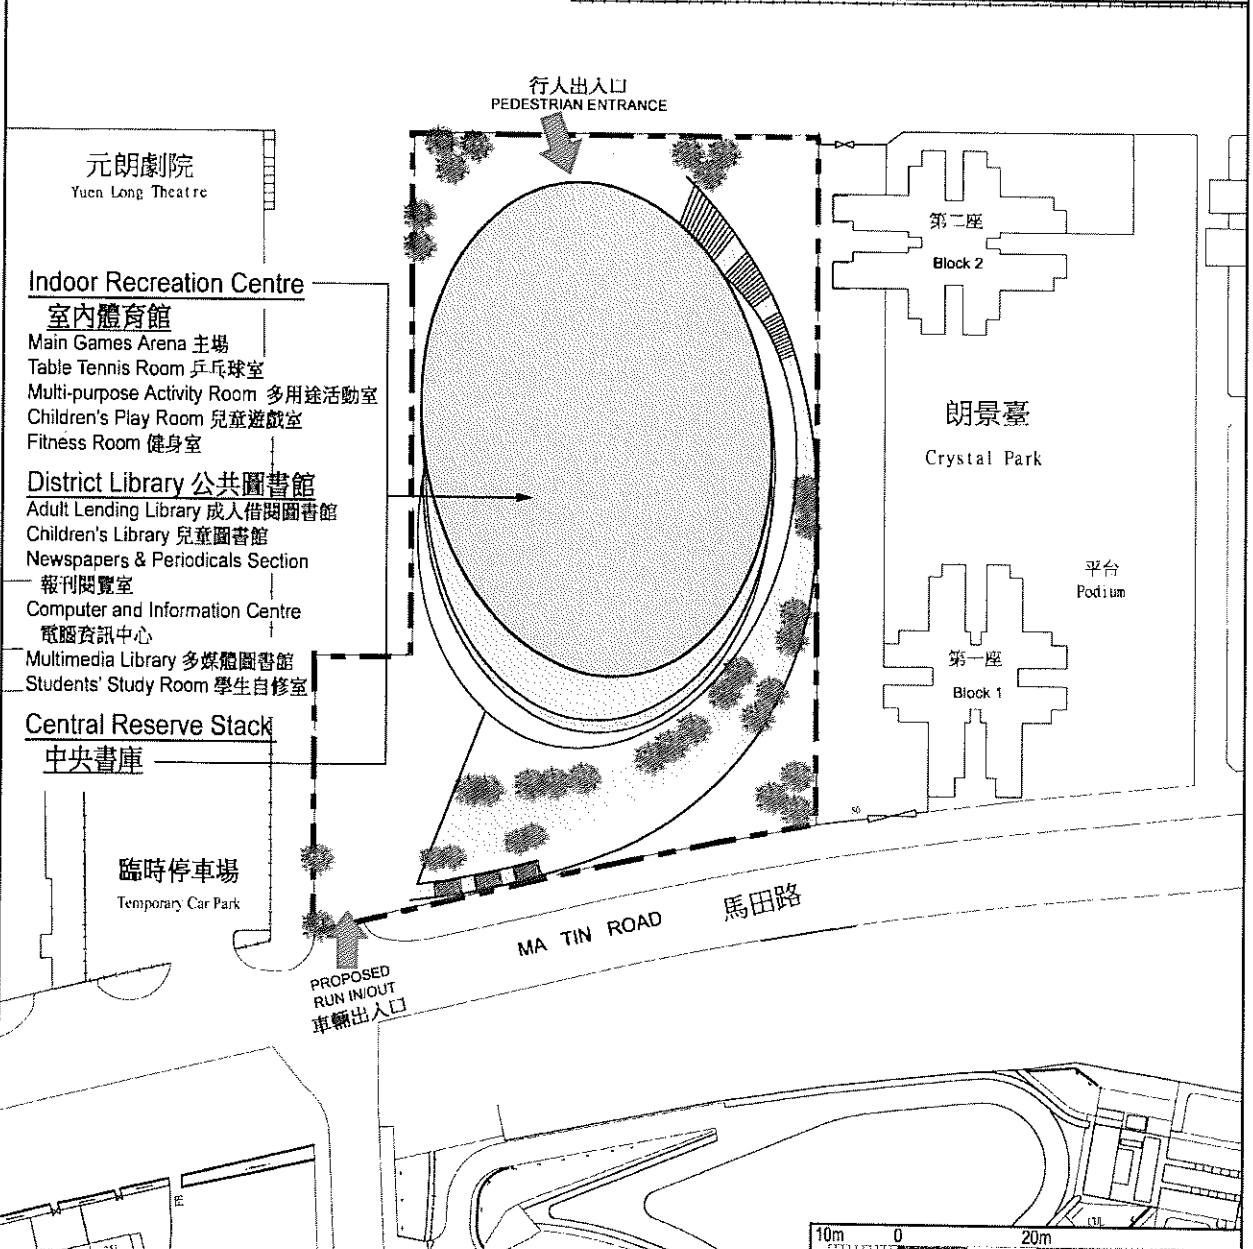 行人出入口
PEDESTRIAN ENTRANCE
元朗劇院
Yuen Long Theatre
Indoor Recreation Centre
室內體育館
Main Games Arena 主場
Table Tennis Room 乒乓球室
Multi-purpose Activity Room 多用途活動室
Children's Play Room 兒童遊戲室
Fitness Room 健身室
District Library 公共圖書館
Adult Lending Library 成人借閱圖書館
Children's Library 兒童圖書館
Newspapers & Periodicals Section
報刊閱覽室
Computer and Information Centre
電腦資訊中心
Multimedia Library 多媒體圖書館
Students' Study Room 學生自修室
Central Reserve Stack
中央書庫
臨時停車場
Temporary Car Park
第二座
Block 2
朗景臺
Crystal Park
平台
Podium
第一座
Block 1
MA TIN ROAD 馬田路
PROPOSED
RUN IN/OUT
車輛出入口
10m 0 20m